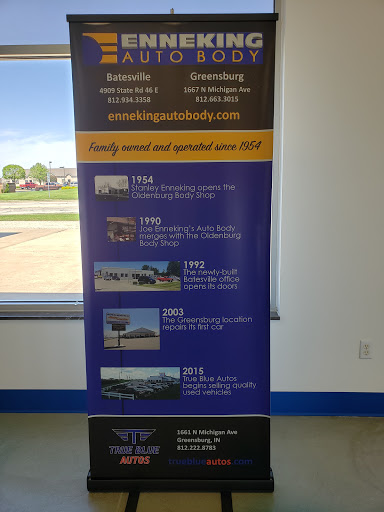 ENNEKING
AUTO BODY
Batesville
4909 State Rd 46 E
812.934.3358
Greensburg
1667 N Michigan Ave
812.663.3015
ennekingautobody.com
Family owned and operated since 1954
1954
Stanley Enneking opens the
Oldenburg Body Shop
1990
Joe Enneking's Auto Body
merges with the Oldenburg
Body Shop
1992
The newly-built
Batesville office
opens its doors
2003
The Greensburg location
repairs its first car
2015
True Blue Autos
begins selling quality
used vehicles
TRUE BLUE
AUTOS
1661 N Michigan Ave
Greensburg, IN
812.222.8783
trueblueautos.com